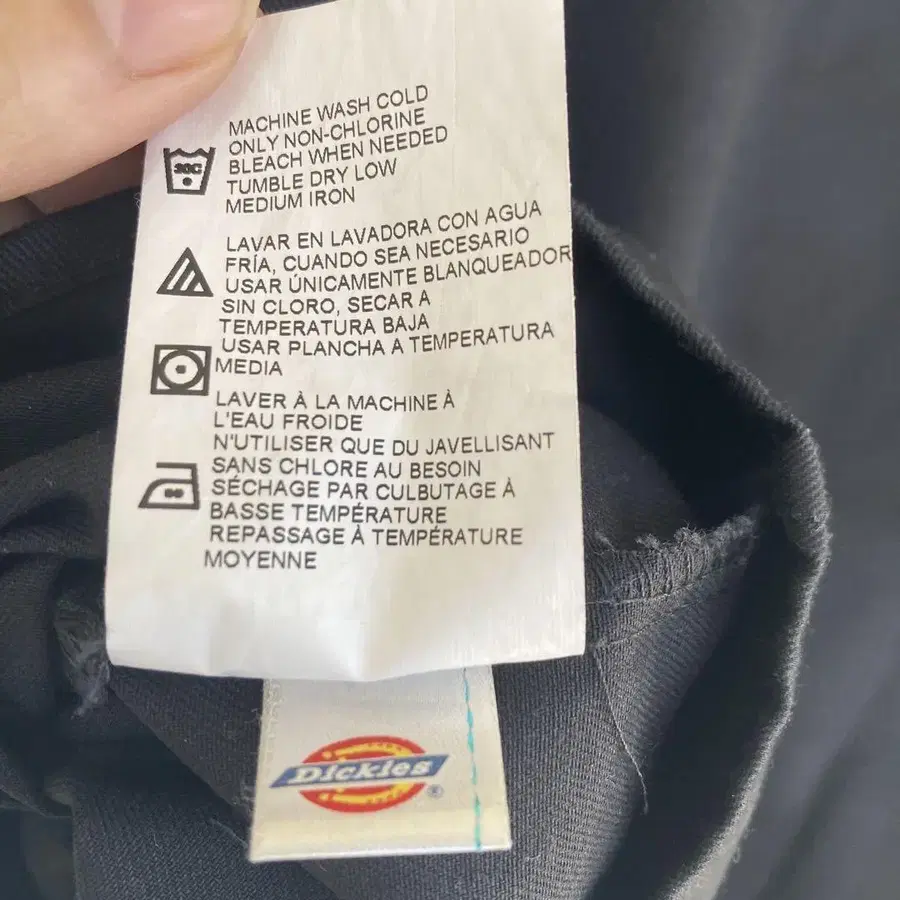 MACHINE WASH COLD
ONLY NON-CHLORINE
BLEACH WHEN NEEDED
TUMBLE DRY LOW
MEDIUM IRON
30C
LAVAR EN LAVADORA CON AGUA
FRÍA, CUANDO SEA NECESARIO
USAR ÚNICAMENTE BLANQUEADOR
SIN CLORO, SECAR A
TEMPERATURA BAJA
USAR PLANCHA A TEMPERATURA
MEDIA
LAVER À LA MACHINE À
L'EAU FROIDE
N'UTILISER QUE DU JAVELLISANT
SANS CHLORE AU BESOIN
SÉCHAGE PAR CULBUTAGE À
BASSE TEMPÉRATURE
REPASSAGE À TEMPÉRATURE
MOYENNE
Dickies®